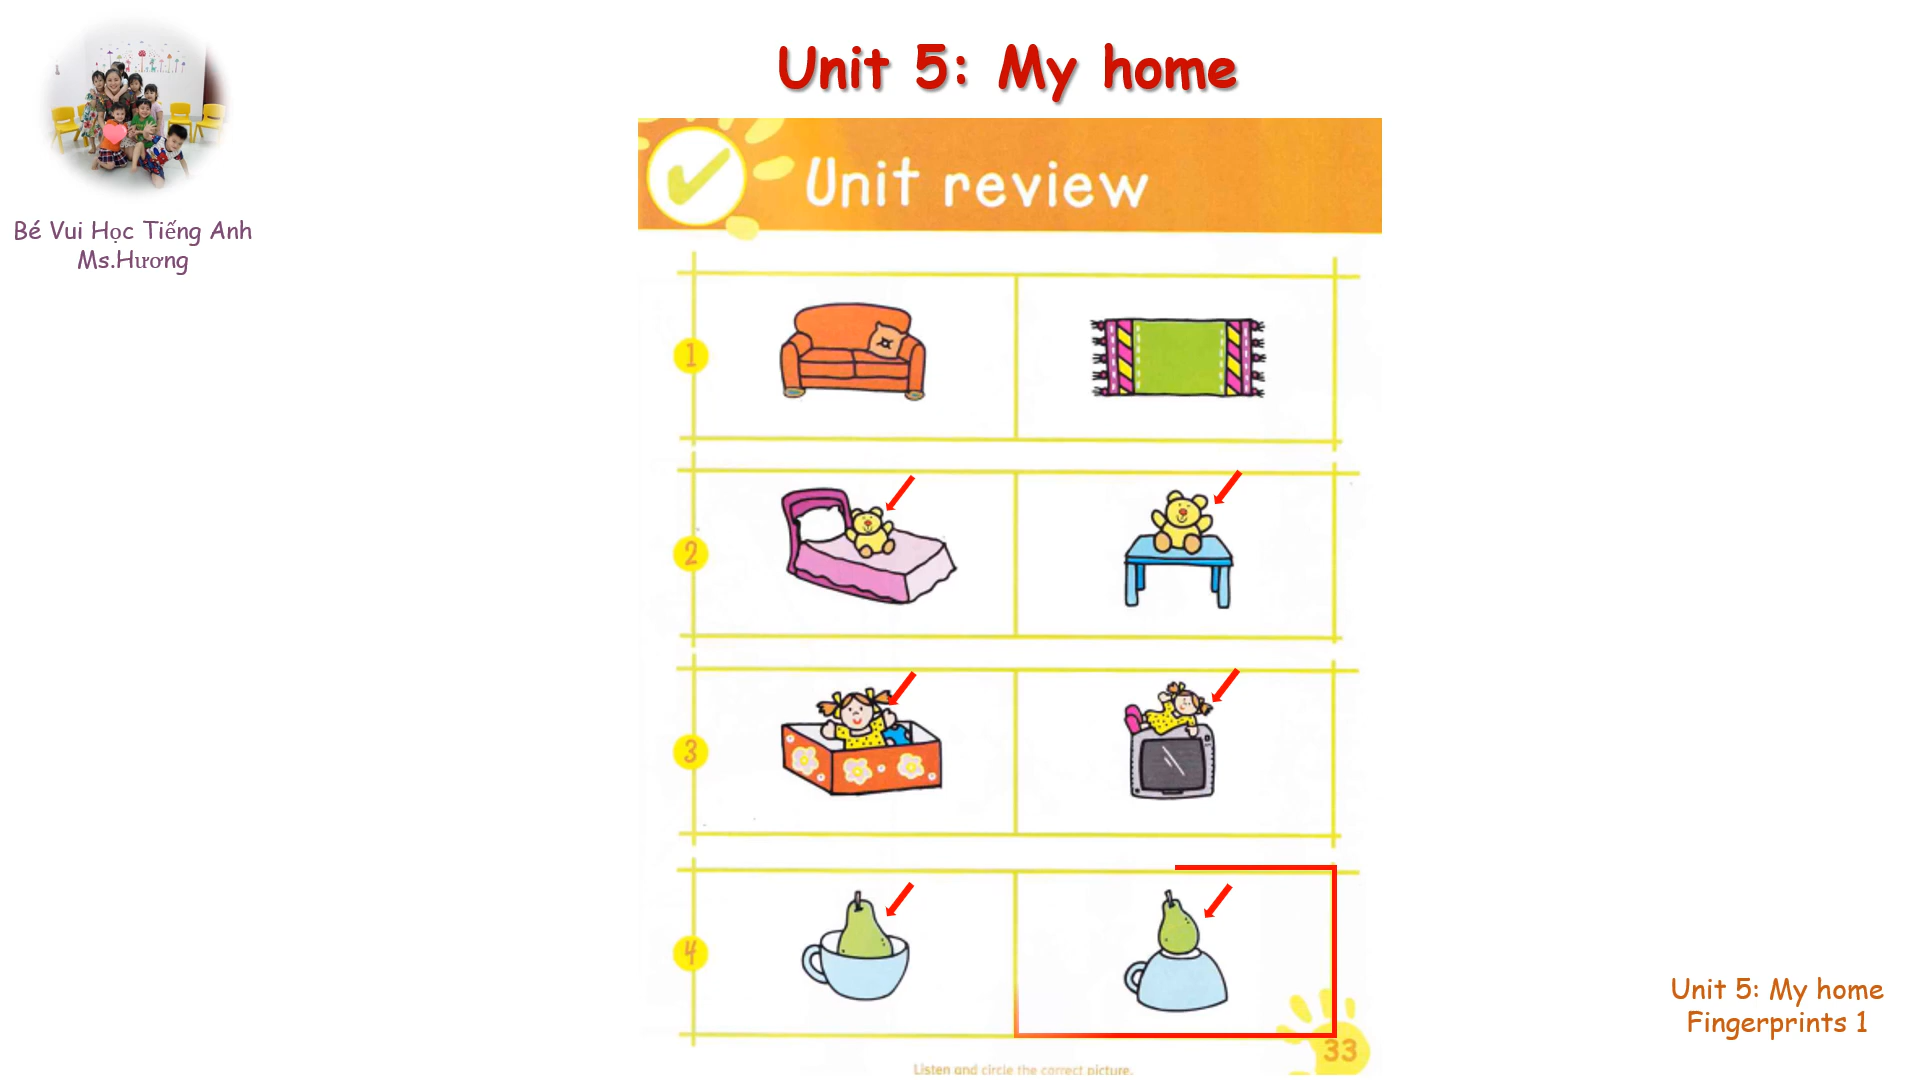 Unit 5: My home
Bé Vui Học Tiếng Anh
Ms.Hương
Unit review
1
2
3
4
33
Listen and circle the correct picture.
Unit 5: My home
Fingerprints 1